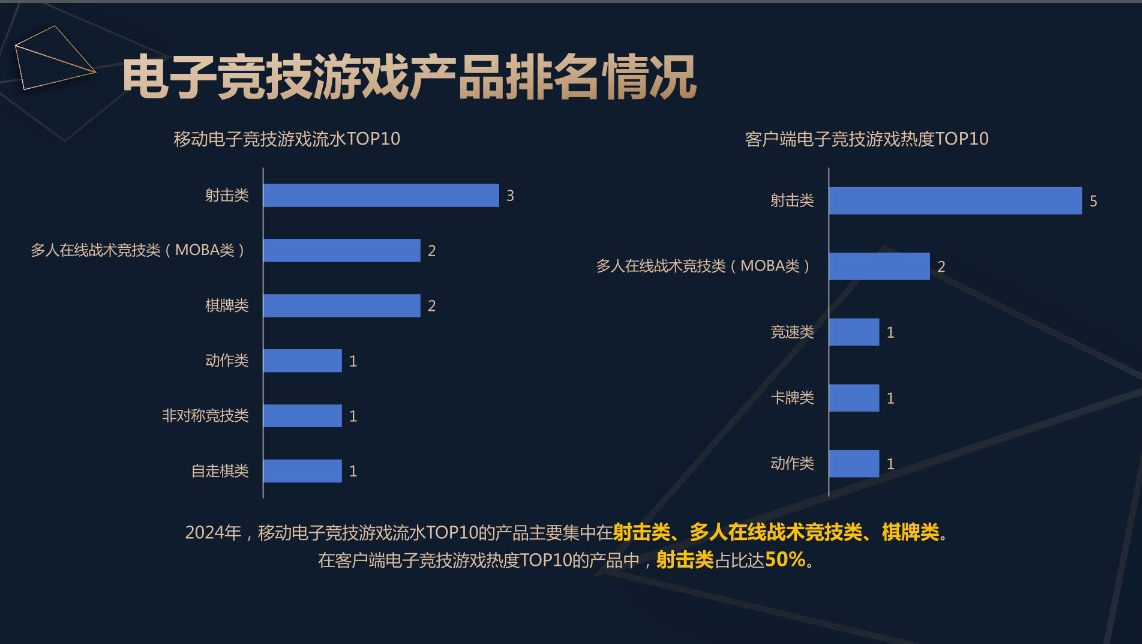 电子竞技游戏产品排名情况
移动电子竞技游戏流水TOP10
射击类 3
多人在线战术竞技类（MOBA类） 2
棋牌类 2
动作类 1
非对称竞技类 1
自走棋类 1
客户端电子竞技游戏热度TOP10
射击类 5
多人在线战术竞技类（MOBA类） 2
竞速类 1
卡牌类 1
动作类 1
2024年，移动电子竞技游戏流水TOP10的产品主要集中在射击类、多人在线战术竞技类、棋牌类。
在客户端电子竞技游戏热度TOP10的产品中，射击类占比达50%。